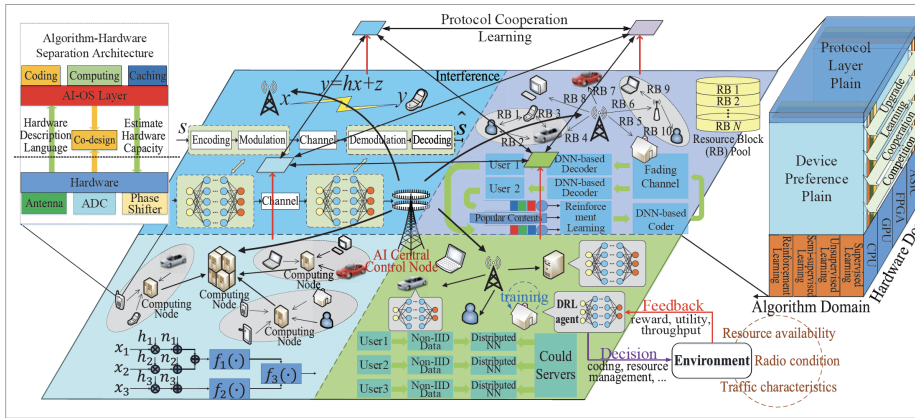 Algorithm-Hardware
Separation Architecture
Coding
Computing
Caching
AI-OS Layer
Hardware
Description
Language
Co-design
Estimate
Hardware
Capacity
Hardware
Antenna
ADC
Phase
Shifter
Protocol Cooperation
Learning
Interference
y=hx+z
x
y
s
Encoding
Modulation
Channel
Demodulation
Decoding
ŝ
Channel
RB 7
RB 8
RB 9
RB 6
RB 1
RB 3
RB 5
RB 10
RB 2
RB 4
RB 1
RB 2
RB N
Resource Block
(RB) Pool
User 1
DNN-based
Decoder
Fading
Channel
User 2
DNN-based
Decoder
Popular Contents
Reinforce
ment
Learning
DNN-based
Coder
AI Central
Control Node
Computing
Node
Computing
Node
Computing
Node
Computing
Node
h1
n1
x1
h2
n2
x2
h3
n3
x3
f1(·)
f2(·)
f3(·)
training
DRL
agent
User1
Non-IID
Data
Distributed
NN
User2
Non-IID
Data
Distributed
NN
User3
Non-IID
Data
Distributed
NN
Could
Servers
Feedback
reward, utility,
throughput
Decision
coding, resource
management, ...
Environment
Resource availability
Radio condition
Traffic characteristics
Protocol
Layer Plain
Device
Preference
Plain
Upgrade
Learning
Cooperation
Competition
Reinforcement
Learning
Semi-supervised
Learning
Unsupervised
Learning
Supervised
Learning
CPU
GPU
FPGA
Algorithm Domain
Hardware Do